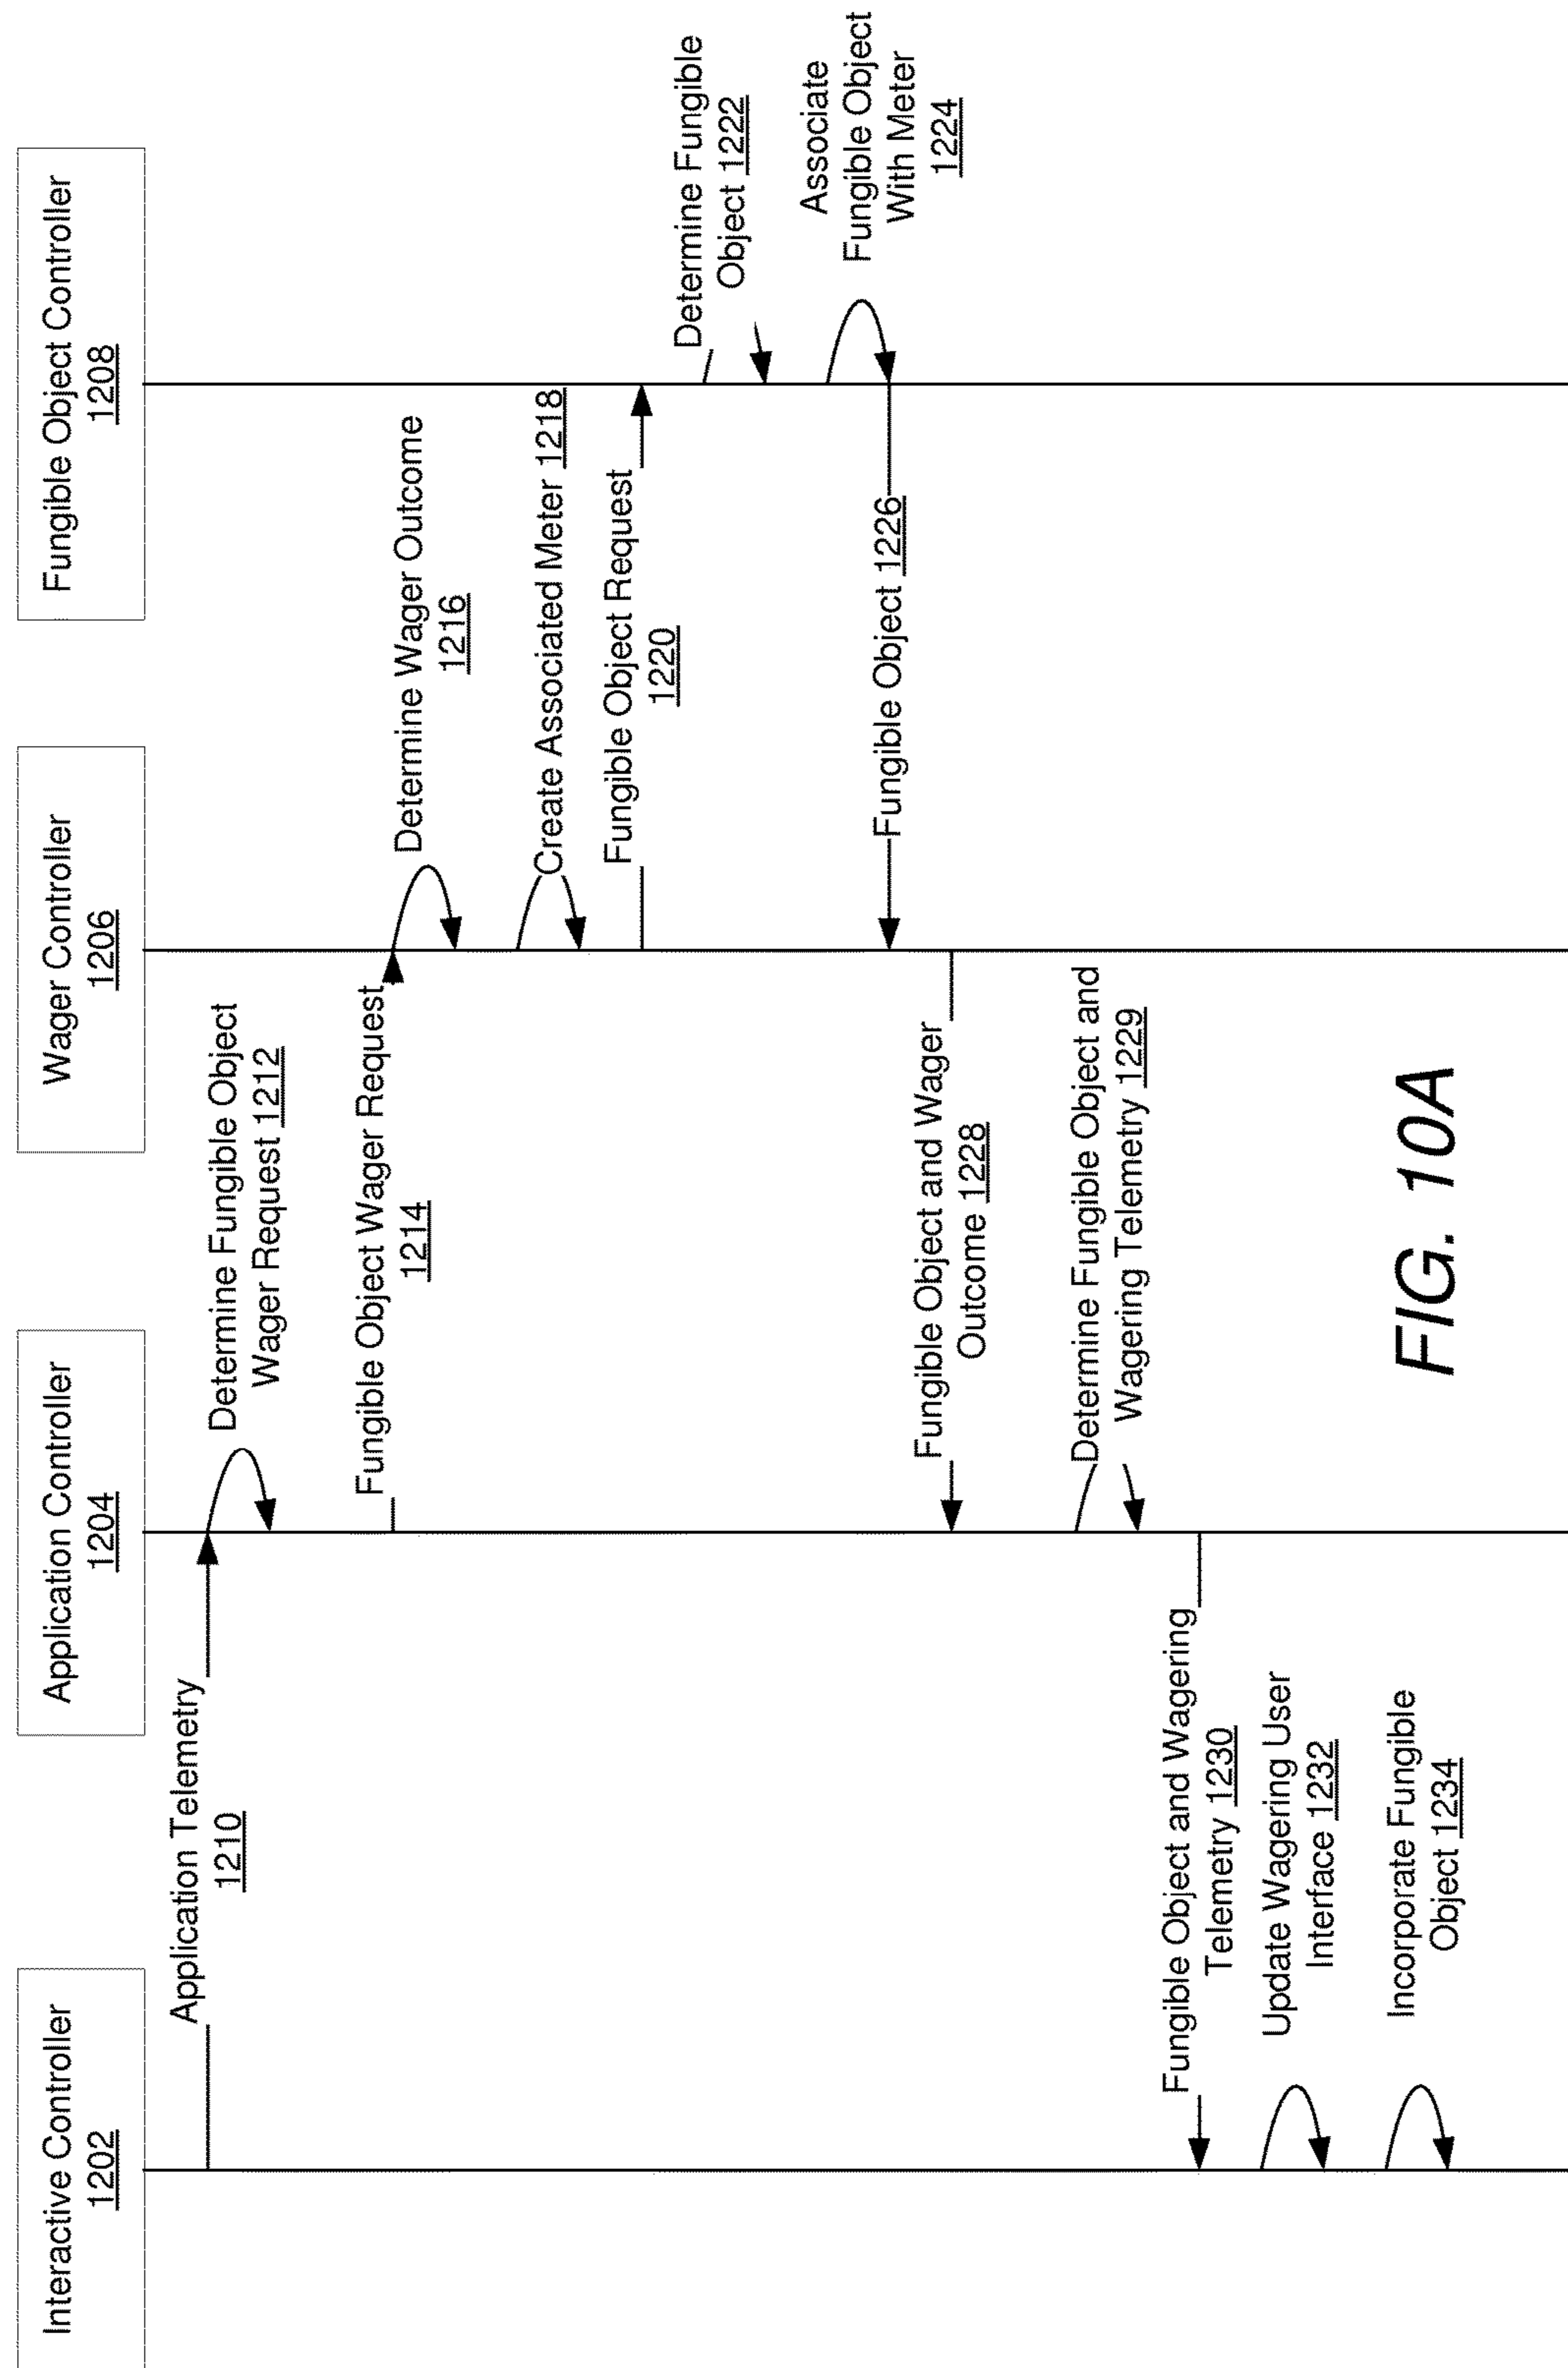 Interactive Controller
1202
Application Controller
1204
Wager Controller
1206
Fungible Object Controller
1208
Application Telemetry
1210
Determine Fungible Object
Wager Request 1212
Fungible Object Wager Request
1214
Determine Wager Outcome
1216
Create Associated Meter 1218
Fungible Object Request
1220
Determine Fungible
Object 1222
Associate
Fungible Object
With Meter
1224
Fungible Object 1226
Fungible Object and Wager
Outcome 1228
Determine Fungible Object and
Wagering Telemetry 1229
Fungible Object and Wagering
Telemetry 1230
Update Wagering User
Interface 1232
Incorporate Fungible
Object 1234
FIG. 10A